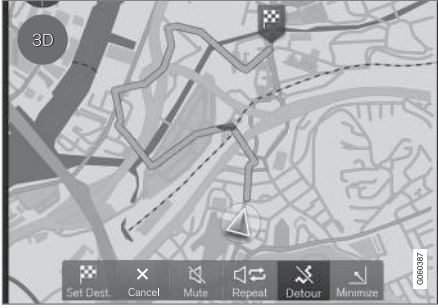 3D
Set Dest.
Cancel
Mute
Repeat
Detour
Minimize
G060387